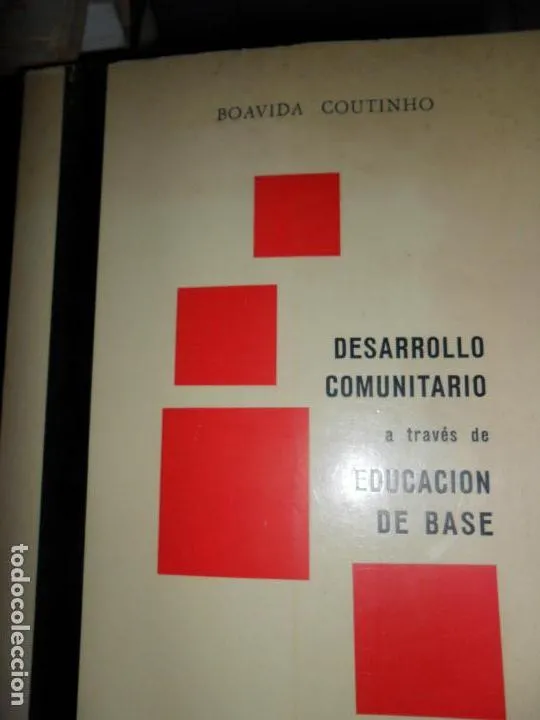 BOAVIDA COUTINHO
DESARROLLO
COMUNITARIO
a través de
EDUCACION
DE BASE
todocoleccion